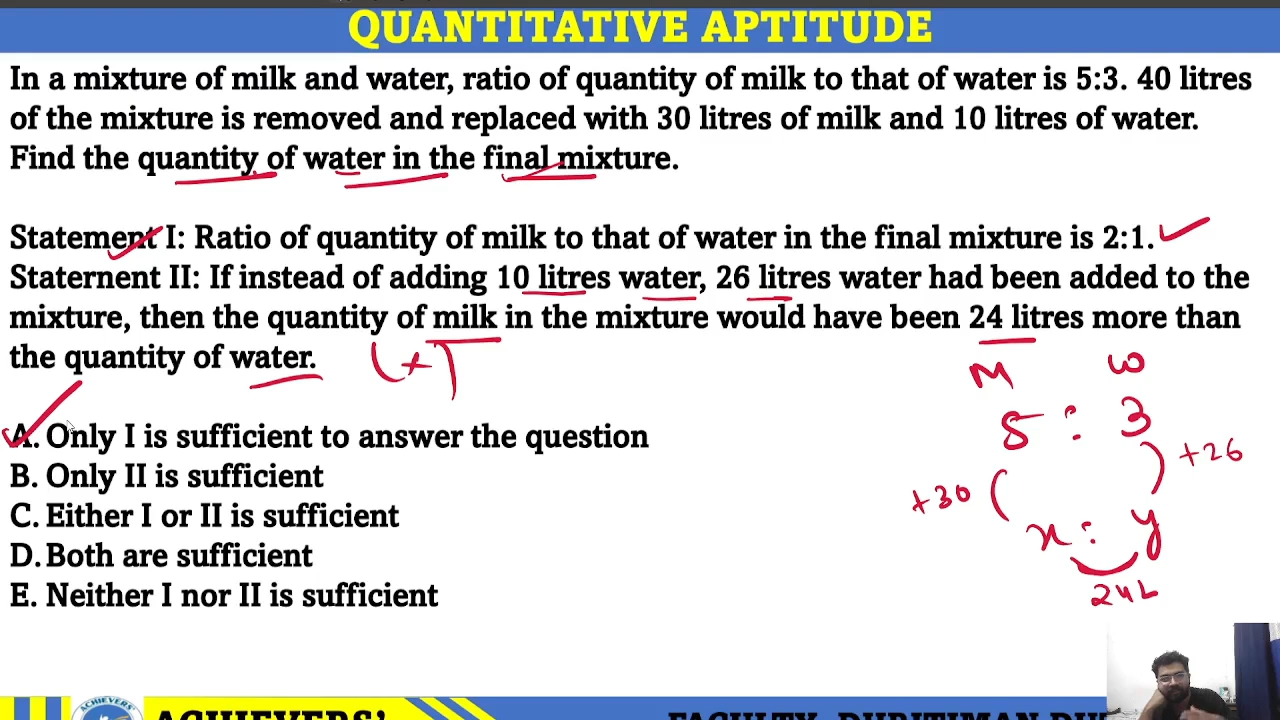 QUANTITATIVE APTITUDE
In a mixture of milk and water, ratio of quantity of milk to that of water is 5:3. 40 litres
of the mixture is removed and replaced with 30 litres of milk and 10 litres of water.
Find the quantity of water in the final mixture.
Statement I: Ratio of quantity of milk to that of water in the final mixture is 2:1.
Staternent II: If instead of adding 10 litres water, 26 litres water had been added to the
mixture, then the quantity of milk in the mixture would have been 24 litres more than
the quantity of water.
(x)
M W
5 : 3
A. Only I is sufficient to answer the question
+26
B. Only II is sufficient
+30
C. Either I or II is sufficient
x : y
D. Both are sufficient
24L
E. Neither I nor II is sufficient
ACHIEVERS'
ACHIEVERS'